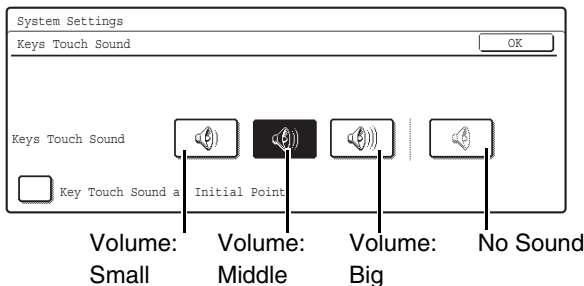 System Settings
Keys Touch Sound
OK
Keys Touch Sound
Key Touch Sound a Initial Point
Volume: Small
Volume: Middle
Volume: Big
No Sound